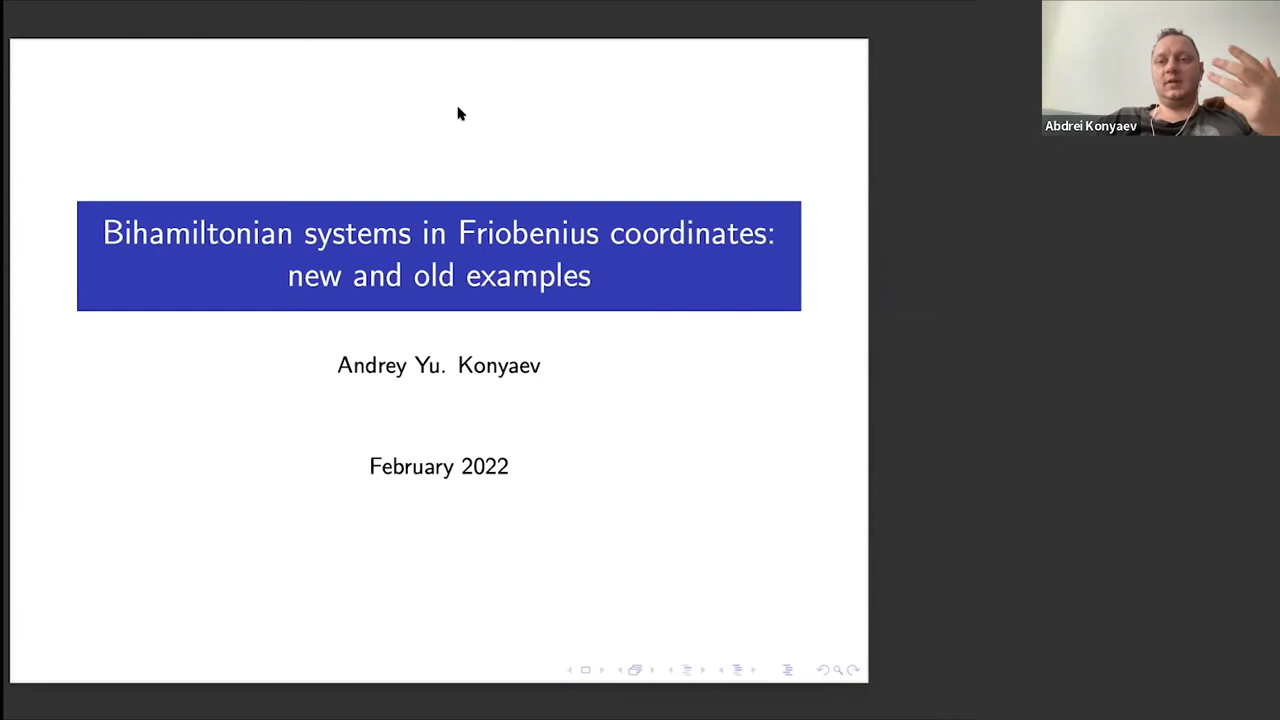 Bihamiltonian systems in Friobenius coordinates:
new and old examples
Andrey Yu. Konyaev
February 2022
Abdrei Konyaev